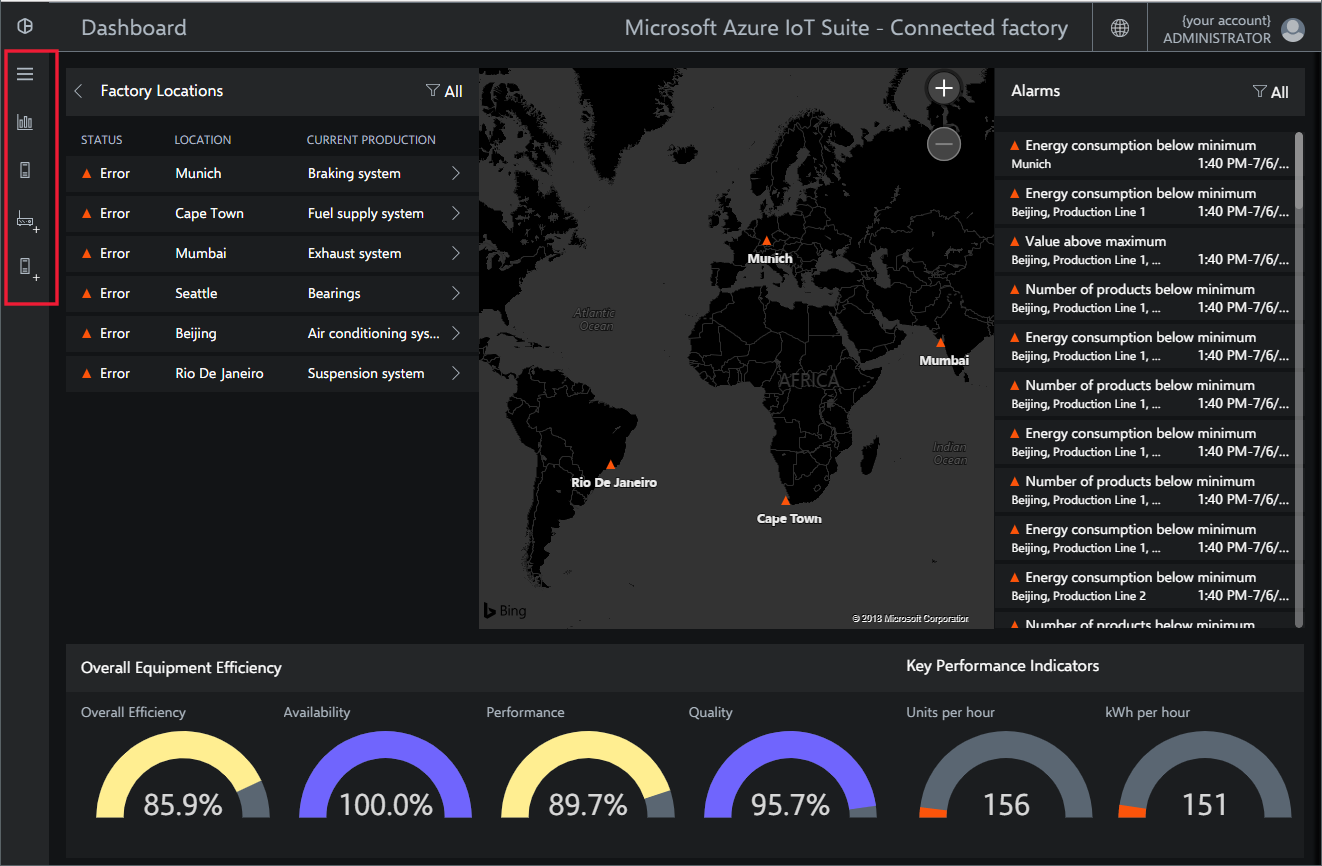 Dashboard
Microsoft Azure IoT Suite - Connected factory
{your account}
ADMINISTRATOR
Factory Locations
All
STATUS LOCATION CURRENT PRODUCTION
Error Munich Braking system
Error Cape Town Fuel supply system
Error Mumbai Exhaust system
Error Seattle Bearings
Error Beijing Air conditioning sys...
Error Rio De Janeiro Suspension system
Munich
Atlantic
Ocean
Mumbai
AFRICA
Indian
Ocean
Rio De Janeiro
Cape Town
Bing
© 2018 Microsoft Corporation
Alarms
All
Energy consumption below minimum
Munich 1:40 PM-7/6/...
Energy consumption below minimum
Beijing, Production Line 1 1:40 PM-7/6/...
Value above maximum
Beijing, Production Line 1, ... 1:40 PM-7/6/...
Number of products below minimum
Beijing, Production Line 1, ... 1:40 PM-7/6/...
Energy consumption below minimum
Beijing, Production Line 1, ... 1:40 PM-7/6/...
Number of products below minimum
Beijing, Production Line 1, ... 1:40 PM-7/6/...
Energy consumption below minimum
Beijing, Production Line 1, ... 1:40 PM-7/6/...
Number of products below minimum
Beijing, Production Line 1, ... 1:40 PM-7/6/...
Energy consumption below minimum
Beijing, Production Line 1, ... 1:40 PM-7/6/...
Energy consumption below minimum
Beijing, Production Line 2 1:40 PM-7/6/...
Number of products below minimum
Overall Equipment Efficiency
Key Performance Indicators
Overall Efficiency Availability Performance Quality Units per hour kWh per hour
85.9% 100.0% 89.7% 95.7% 156 151